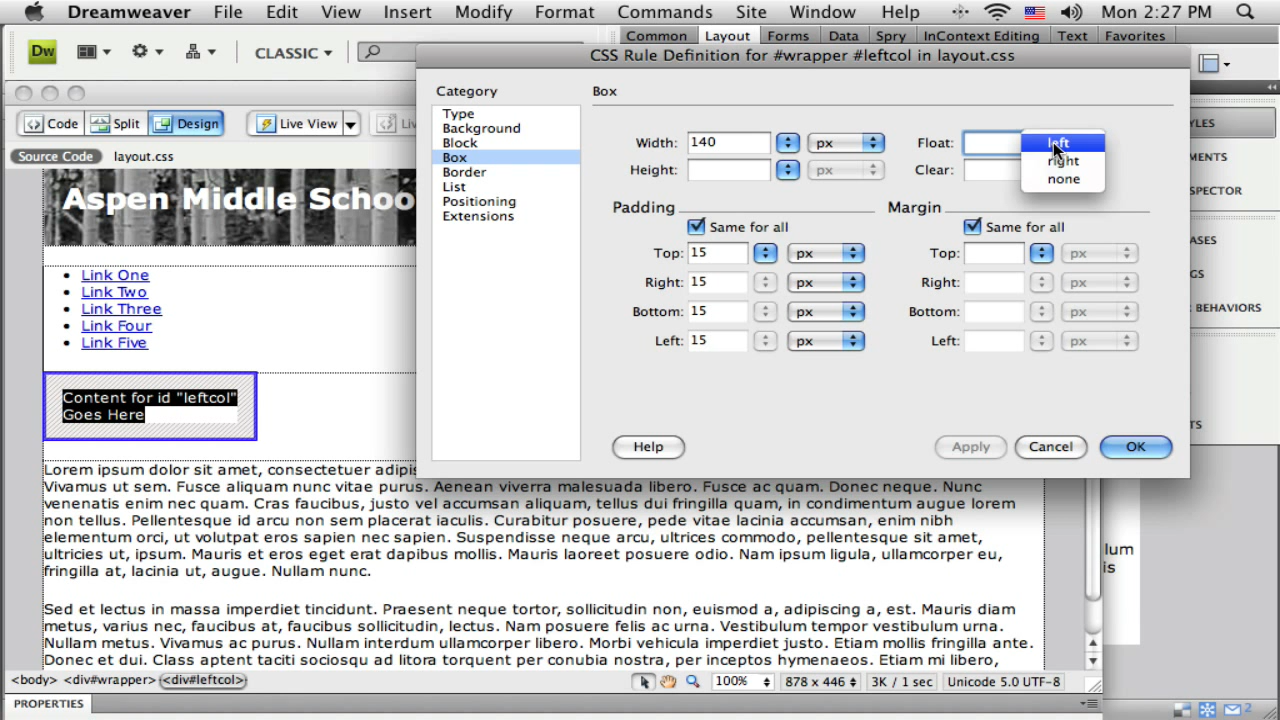 Dreamweaver File Edit View Insert Modify Format Commands Site Window Help Mon 2:27 PM
Dw CLASSIC
Common Layout Forms Data Spry InContext Editing Text Favorites
CSS Rule Definition for #wrapper #leftcol in layout.css
Code Split Design Live View
Source Code layout.css
Aspen Middle Schoo
Link One
Link Two
Link Three
Link Four
Link Five
Content for id "leftcol"
Goes Here
Category
Type
Background
Block
Box
Border
List
Positioning
Extensions
Box
Width: 140 px Float: left
right
none
Height: px Clear:
Padding Margin
Same for all Same for all
Top: 15 px Top: px
Right: 15 px Right: px
Bottom: 15 px Bottom: px
Left: 15 px Left: px
Help Apply Cancel OK
YLES
MENTS
SPECTOR
ASES
GS
R BEHAVIORS
TS
Lorem ipsum dolor sit amet, consectetuer adipis
Vivamus ut sem. Fusce aliquam nunc vitae purus. Aenean viverra malesuada libero. Fusce ac quam. Donec neque. Nunc
venenatis enim nec quam. Cras faucibus, justo vel accumsan aliquam, tellus dui fringilla quam, in condimentum augue lorem
non tellus. Pellentesque id arcu non sem placerat iaculis. Curabitur posuere, pede vitae lacinia accumsan, enim nibh
elementum orci, ut volutpat eros sapien nec sapien. Suspendisse neque arcu, ultrices commodo, pellentesque sit amet,
ultricies ut, ipsum. Mauris et eros eget erat dapibus mollis. Mauris laoreet posuere odio. Nam ipsum ligula, ullamcorper eu,
fringilla at, lacinia ut, augue. Nullam nunc.
lum
is
Sed et lectus in massa imperdiet tincidunt. Praesent neque tortor, sollicitudin non, euismod a, adipiscing a, est. Mauris diam
metus, varius nec, faucibus at, faucibus sollicitudin, lectus. Nam posuere felis ac urna. Vestibulum tempor vestibulum urna.
Nullam metus. Vivamus ac purus. Nullam interdum ullamcorper libero. Morbi vehicula imperdiet justo. Etiam mollis fringilla ante.
Donec et dui. Class aptent taciti sociosqu ad litora torquent per conubia nostra, per inceptos hymenaeos. Etiam mi libero,
<body> <div#wrapper> <div#leftcol> 100% 878 x 446 3K / 1 sec Unicode 5.0 UTF-8
PROPERTIES
2